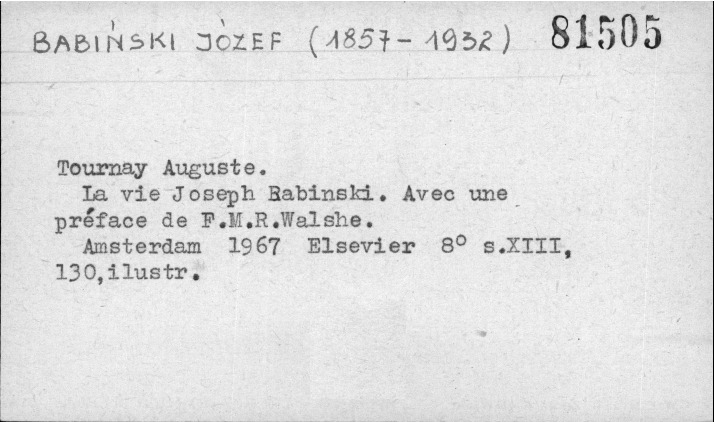 BABIŃSKI JÓZEF (1857-1932) 81505
Tournay Auguste.
La vie Joseph Babinski. Avec une
préface de F.M.R.Walshe.
Amsterdam 1967 Elsevier 8° s.XIII,
130,ilustr.